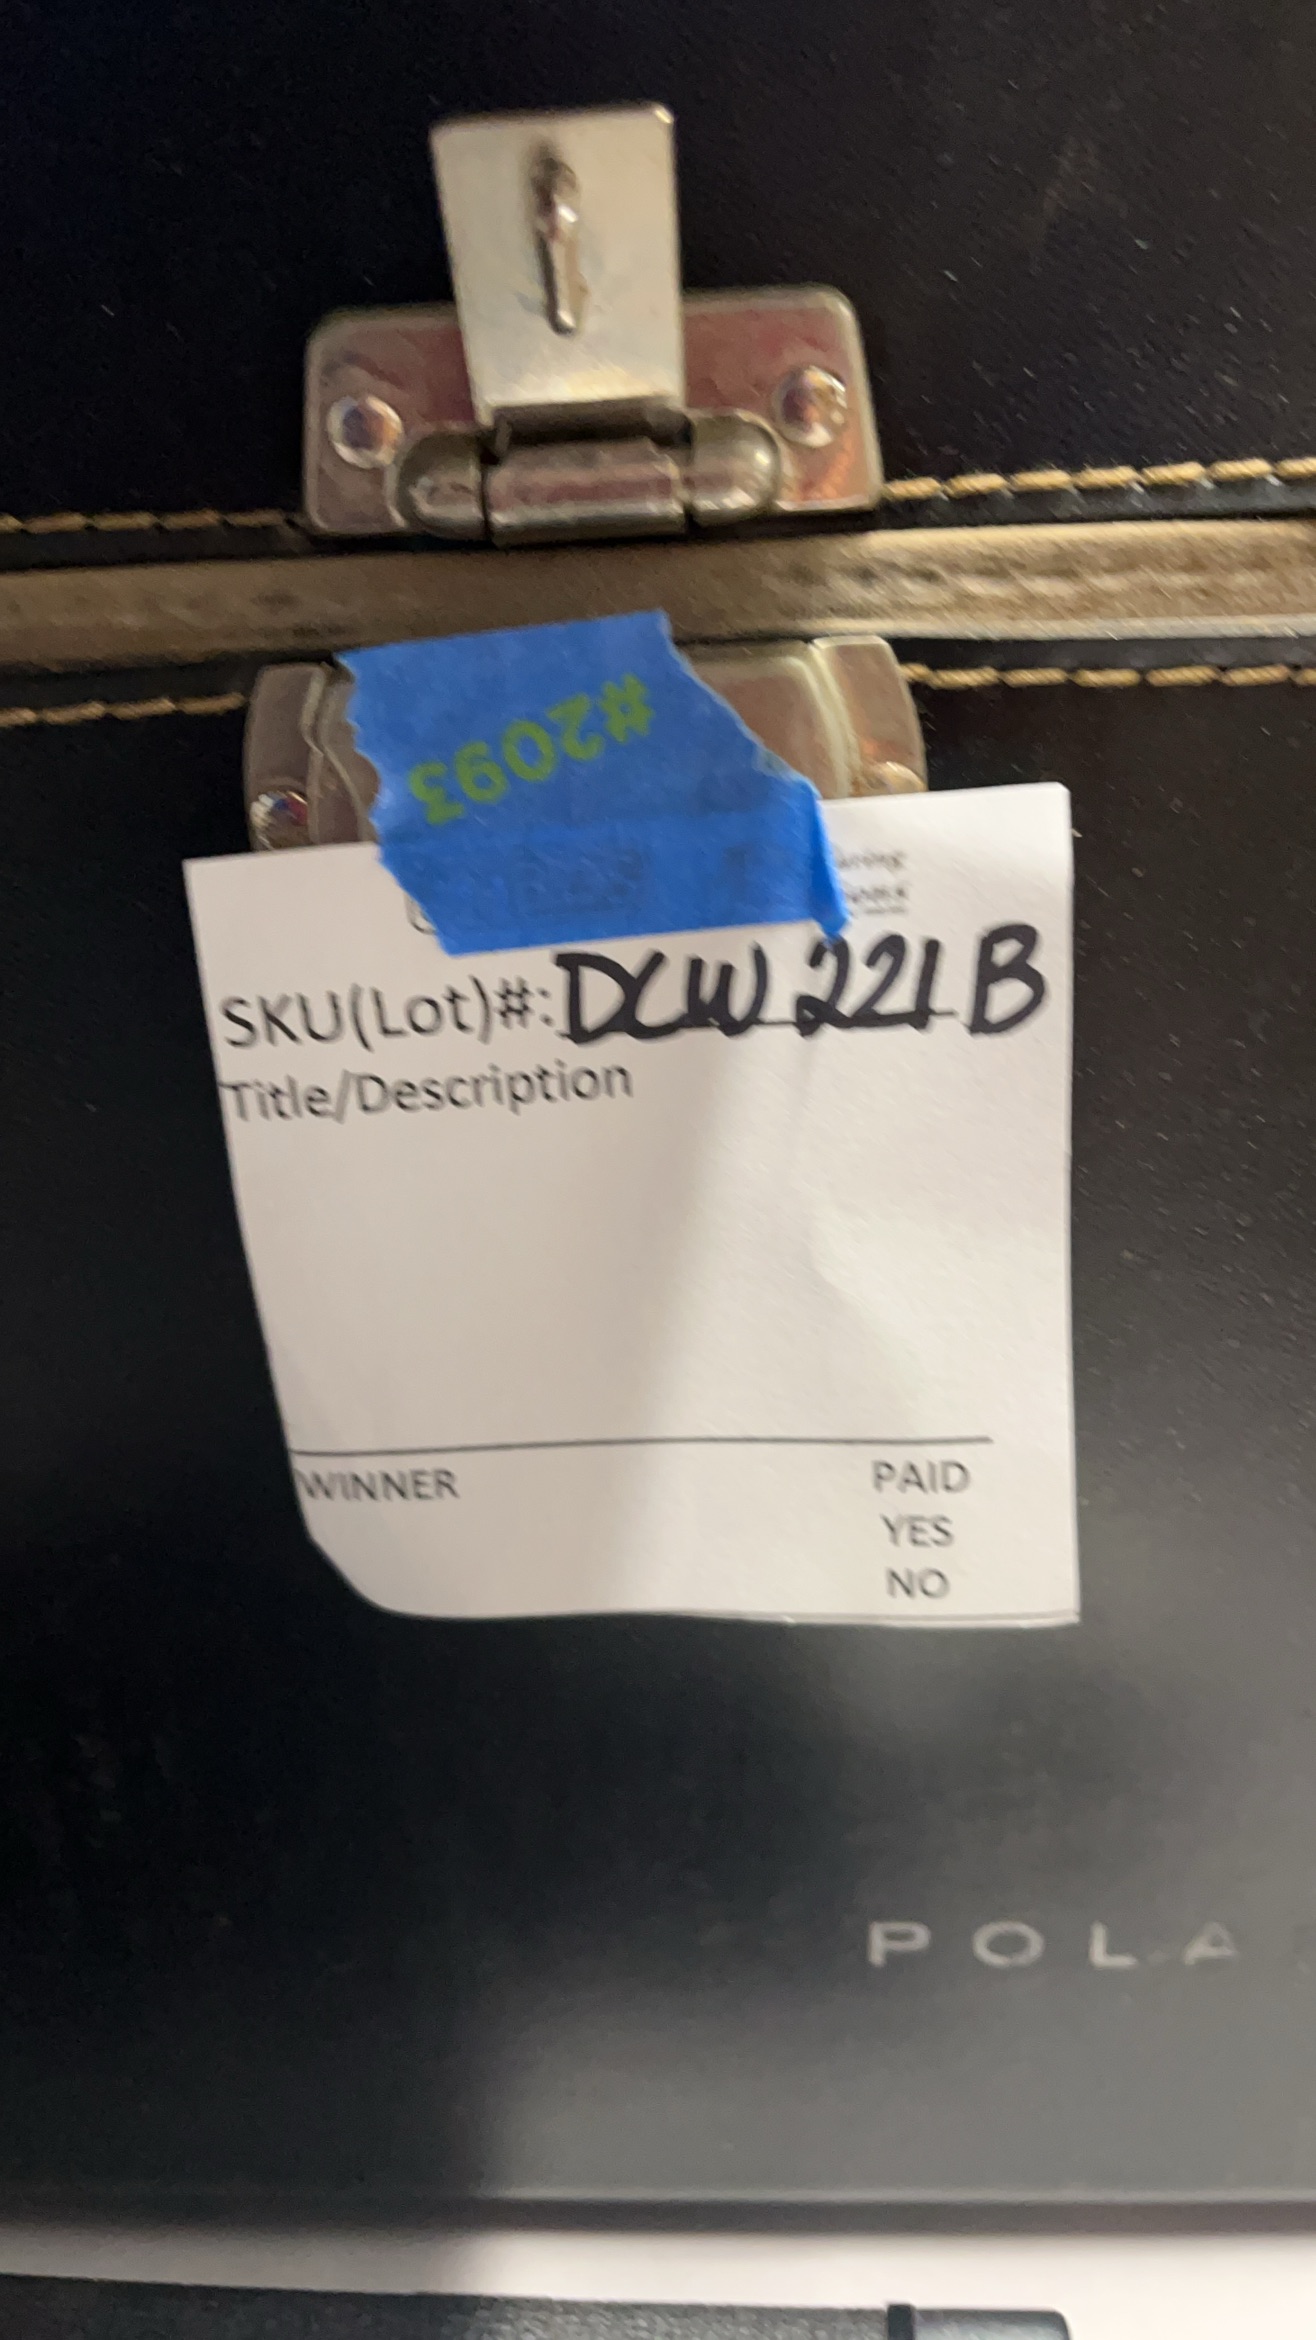 #2093
SKU(Lot)#: DCW 221 B
Title/Description
WINNER PAID
YES
NO
POLA